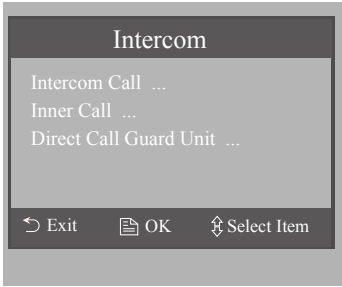 Intercom
Intercom Call ...
Inner Call ...
Direct Call Guard Unit ...
Exit OK Select Item